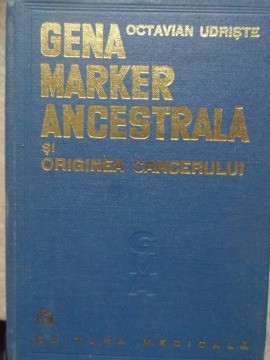 OCTAVIAN UDRIȘTE
GENA
MARKER
ANCESTRALĂ
ȘI
ORIGINEA CANCERULUI
G
M
A
EDITURA MEDICALĂ